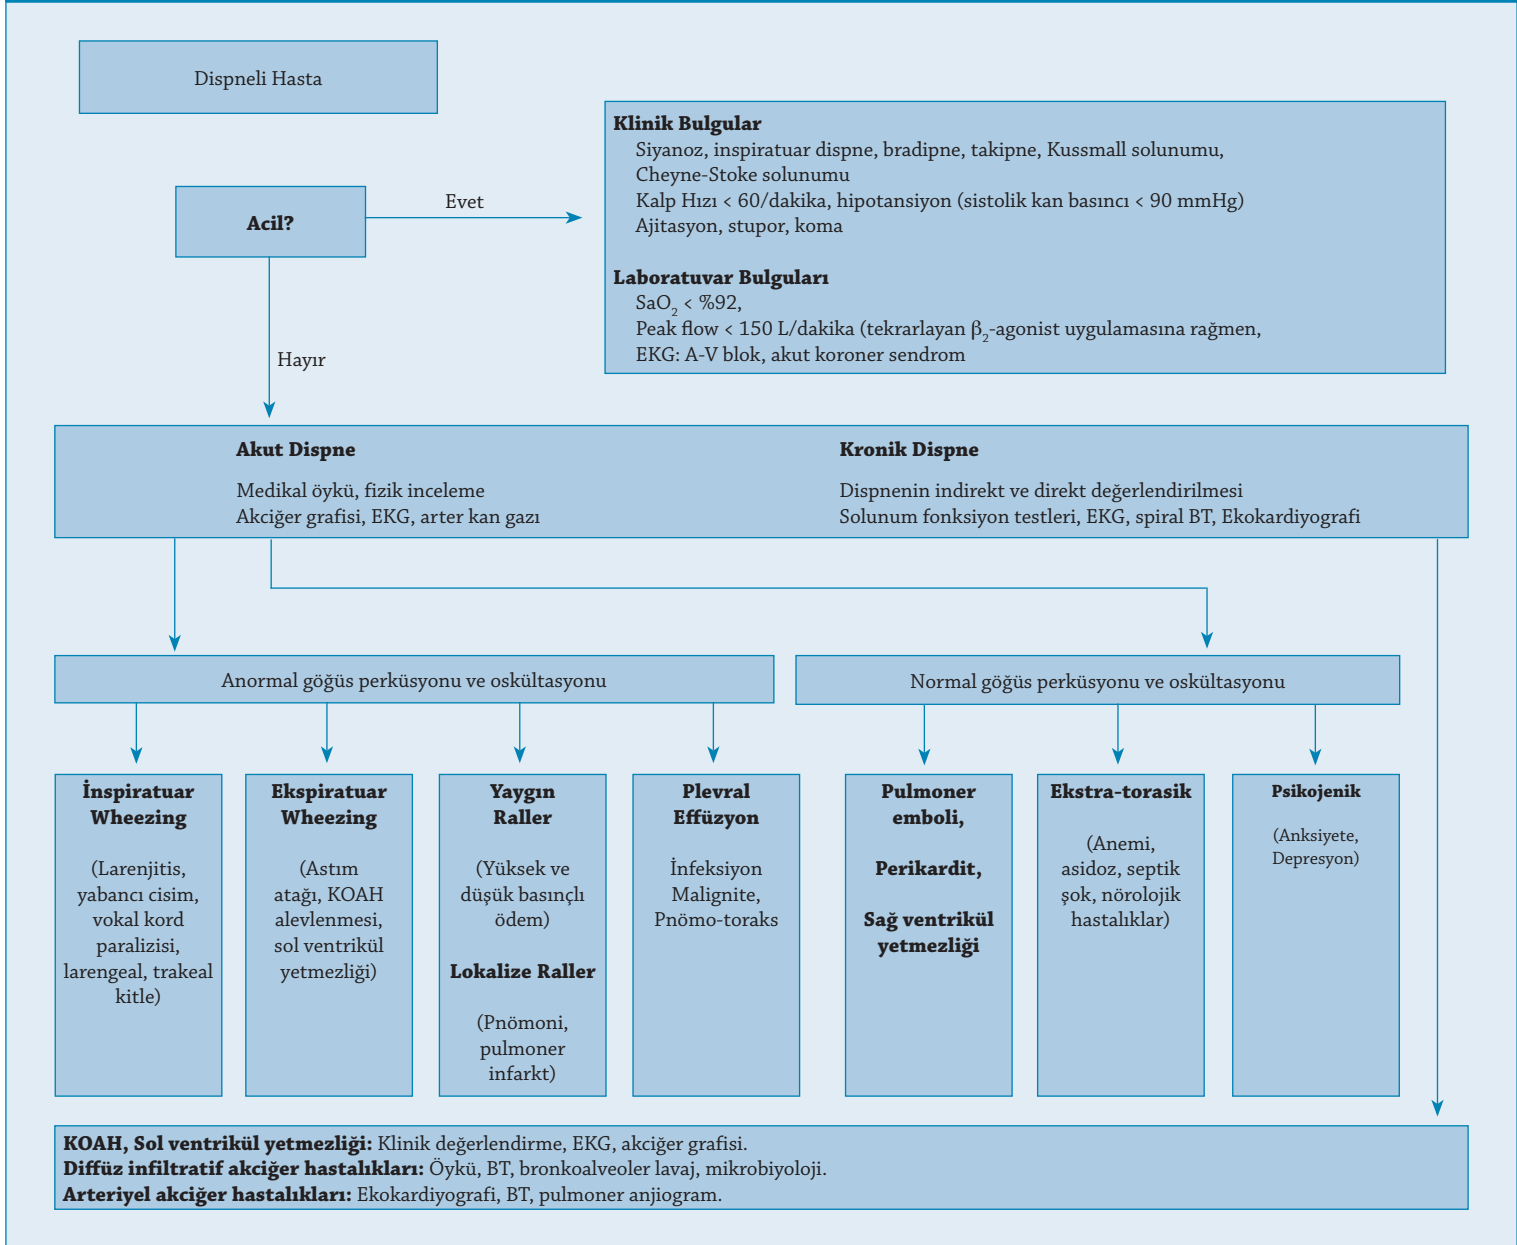 Dispneli Hasta
Klinik Bulgular
Siyanoz, inspiratuar dispne, bradipne, takipne, Kussmall solunumu,
Cheyne-Stoke solunumu
Kalp Hızı < 60/dakika, hipotansiyon (sistolik kan basıncı < 90 mmHg)
Ajitasyon, stupor, koma
Laboratuvar Bulguları
SaO₂ < %92,
Peak flow < 150 L/dakika (tekrarlayan β₂-agonist uygulamasına rağmen,
EKG: A-V blok, akut koroner sendrom
Acil?
Evet
Hayır
Akut Dispne
Medikal öykü, fizik inceleme
Akciğer grafisi, EKG, arter kan gazı
Kronik Dispne
Dispnenin indirekt ve direkt değerlendirilmesi
Solunum fonksiyon testleri, EKG, spiral BT, Ekokardiyografi
Anormal göğüs perküsyonu ve oskültasyonu
Normal göğüs perküsyonu ve oskültasyonu
İnspiratuar
Wheezing
(Larenjitis,
yabancı cisim,
vokal kord
paralizisi,
larengeal, trakeal
kitle)
Ekspiratuar
Wheezing
(Astım
atağı, KOAH
alevlenmesi,
sol ventrikül
yetmezliği)
Yaygın
Raller
(Yüksek ve
düşük basınçlı
ödem)
Lokalize Raller
(Pnömoni,
pulmoner
infarkt)
Plevral
Effüzyon
İnfeksiyon
Malignite,
Pnömo-toraks
Pulmoner
emboli,
Perikardit,
Sağ ventrikül
yetmezliği
Ekstra-torasik
(Anemi,
asidoz, septik
şok, nörolojik
hastalıklar)
Psikojenik
(Anksiyete,
Depresyon)
KOAH, Sol ventrikül yetmezliği: Klinik değerlendirme, EKG, akciğer grafisi.
Diffüz infiltratif akciğer hastalıkları: Öykü, BT, bronkoalveoler lavaj, mikrobiyoloji.
Arteriyel akciğer hastalıkları: Ekokardiyografi, BT, pulmoner anjiogram.